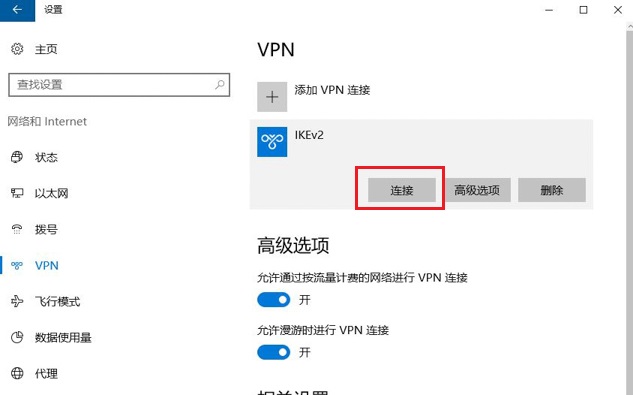 设置
主页
查找设置
网络和 Internet
状态
以太网
拨号
VPN
飞行模式
数据使用量
代理
VPN
添加 VPN 连接
IKEv2
连接
高级选项
删除
高级选项
允许通过按流量计费的网络进行 VPN 连接
开
允许漫游时进行 VPN 连接
开
相关设置